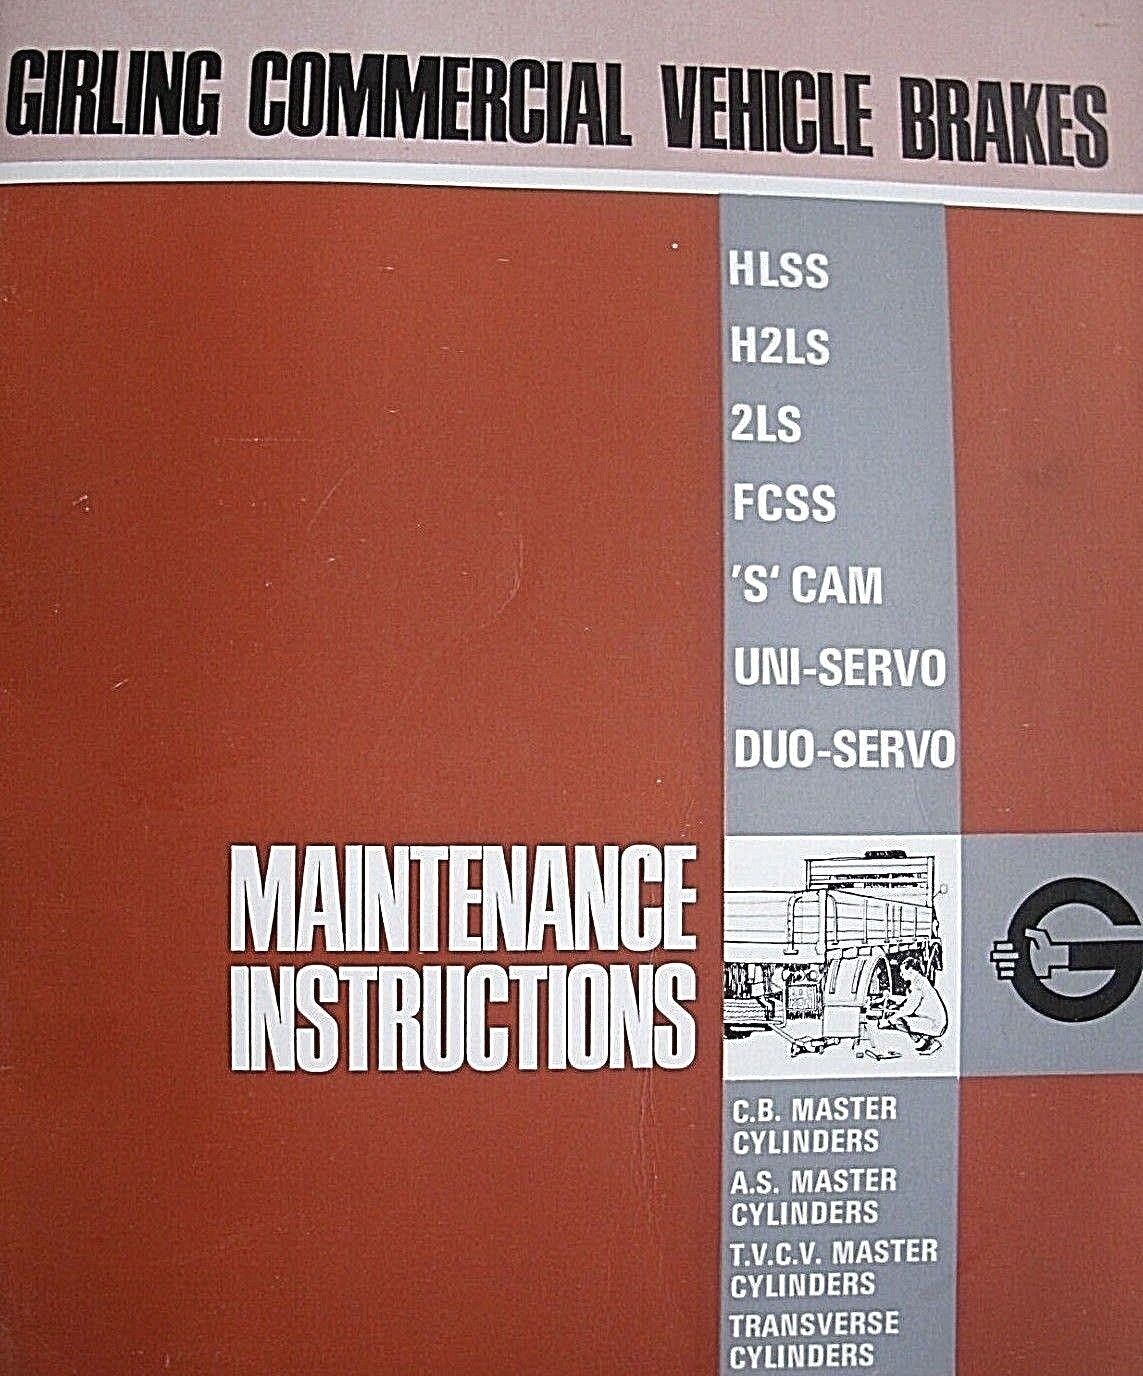 GIRLING COMMERCIAL VEHICLE BRAKES
HLSS
H2LS
2LS
FCSS
'S' CAM
UNI-SERVO
DUO-SERVO
MAINTENANCE
INSTRUCTIONS
G
C.B. MASTER
CYLINDERS
A.S. MASTER
CYLINDERS
T.V.C.V. MASTER
CYLINDERS
TRANSVERSE
CYLINDERS